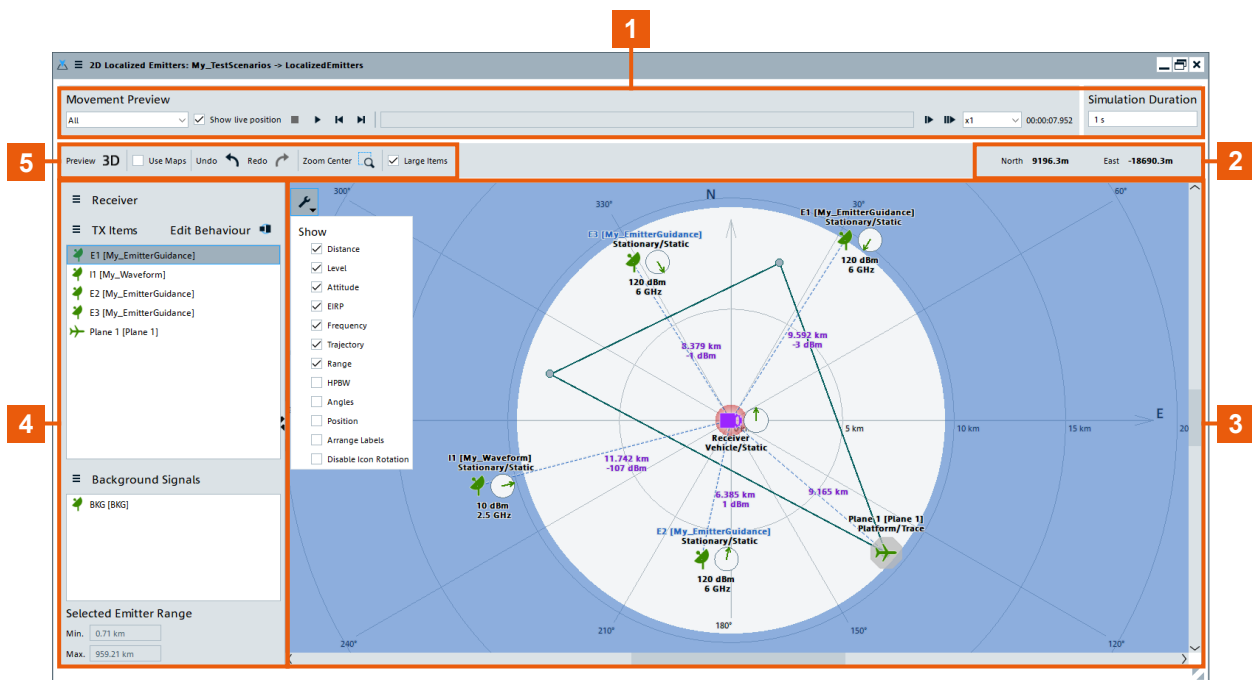 1
2D Localized Emitters: My_TestScenarios -> LocalizedEmitters
Movement Preview
Simulation Duration
All
Show live position
x1
00:00:07.952
1 s
5
Preview 3D Use Maps Undo Redo Zoom Center Large Items
North 9196.3m East -18690.3m
2
Receiver
TX Items Edit Behaviour
E1 [My_EmitterGuidance]
I1 [My_Waveform]
E2 [My_EmitterGuidance]
E3 [My_EmitterGuidance]
Plane 1 [Plane 1]
4
Background Signals
BKG [BKG]
Selected Emitter Range
Min. 0.71 km
Max. 959.21 km
Show
Distance
Level
Attitude
EIRP
Frequency
Trajectory
Range
HPBW
Angles
Position
Arrange Labels
Disable Icon Rotation
300°
330°
N
30°
60°
E1 [My_EmitterGuidance]
Stationary/Static
120 dBm
6 GHz
E3 [My_EmitterGuidance]
Stationary/Static
120 dBm
6 GHz
8.379 km
-1 dBm
9.592 km
-3 dBm
E
5 km
10 km
15 km
20
3
Receiver
Vehicle/Static
I1 [My_Waveform]
Stationary/Static
10 dBm
2.5 GHz
11.742 km
-107 dBm
6.385 km
1 dBm
9.165 km
Plane 1 [Plane 1]
Platform/Trace
E2 [My_EmitterGuidance]
Stationary/Static
120 dBm
6 GHz
240°
210°
180°
150°
120°